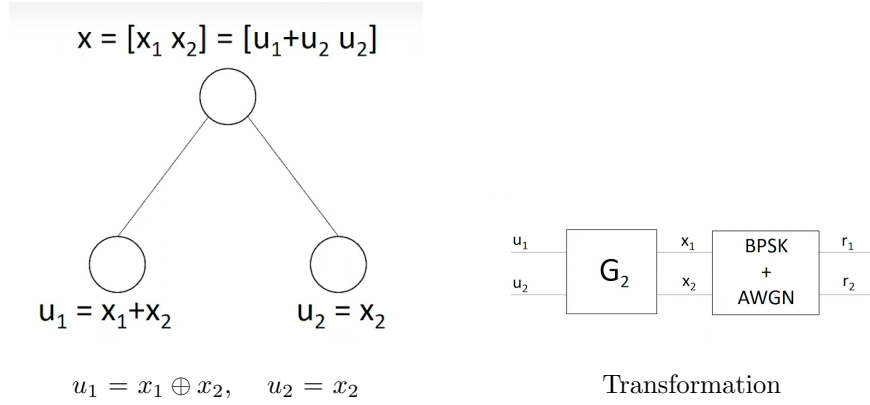 x = [x₁ x₂] = [u₁+u₂ u₂]
u₁ = x₁+x₂
u₂ = x₂
u₁ = x₁ ⊕ x₂, u₂ = x₂
u₁
u₂
G₂
x₁
x₂
BPSK
+
AWGN
r₁
r₂
Transformation